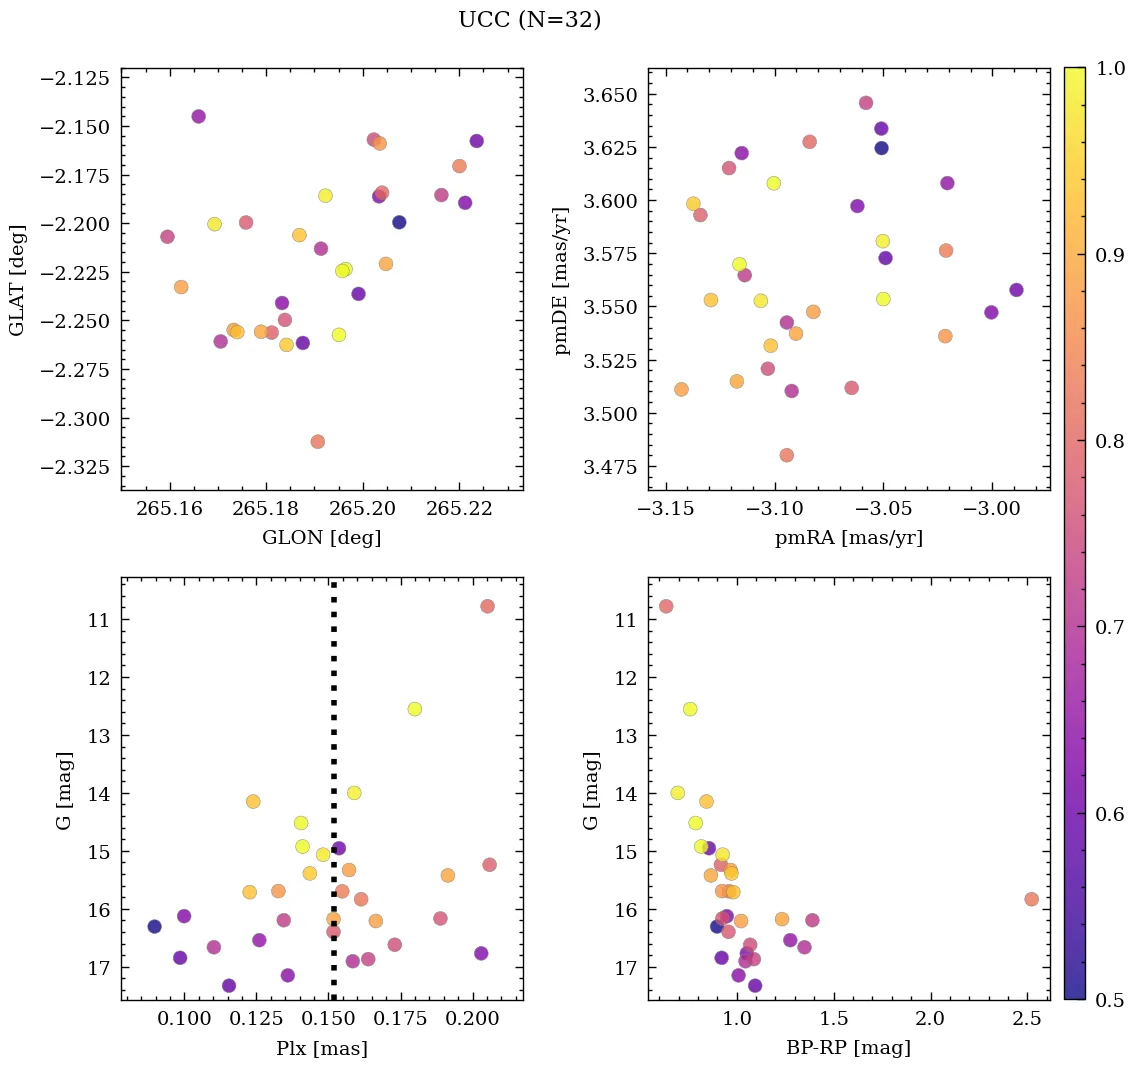 UCC (N=32)
−2.125
−2.150
−2.175
−2.200
−2.225
−2.250
−2.275
−2.300
−2.325
GLAT [deg]
265.16 265.18 265.20 265.22
GLON [deg]
3.650
3.625
3.600
3.575
3.550
3.525
3.500
3.475
pmDE [mas/yr]
−3.15 −3.10 −3.05 −3.00
pmRA [mas/yr]
11
12
13
14
15
16
17
G [mag]
0.100 0.125 0.150 0.175 0.200
Plx [mas]
11
12
13
14
15
16
17
G [mag]
1.0 1.5 2.0 2.5
BP-RP [mag]
1.0
0.9
0.8
0.7
0.6
0.5